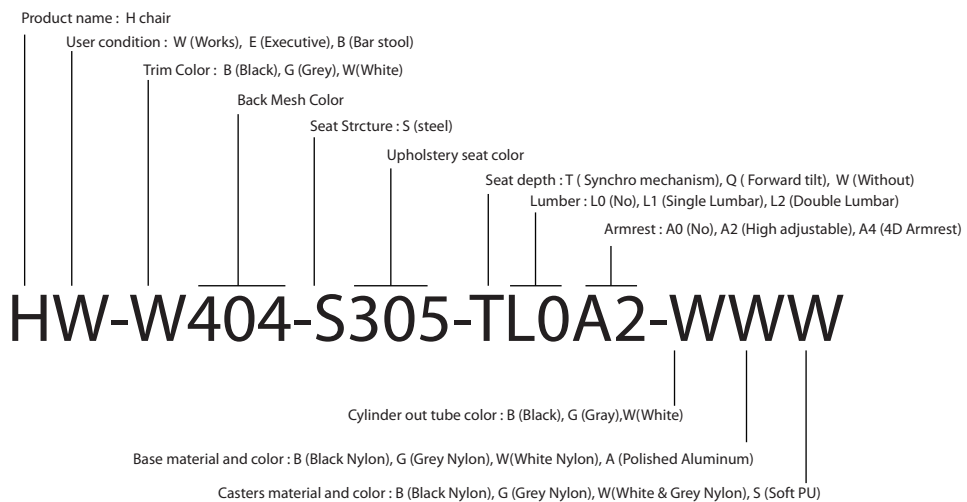 Product name : H chair
User condition : W (Works), E (Executive), B (Bar stool)
Trim Color : B (Black), G (Grey), W(White)
Back Mesh Color
Seat Strcture : S (steel)
Upholstery seat color
Seat depth : T ( Synchro mechanism), Q ( Forward tilt), W (Without)
Lumber : L0 (No), L1 (Single Lumbar), L2 (Double Lumbar)
Armrest : A0 (No), A2 (High adjustable), A4 (4D Armrest)
HW-W404-S305-TL0A2-WWW
Cylinder out tube color : B (Black), G (Gray),W(White)
Base material and color : B (Black Nylon), G (Grey Nylon), W(White Nylon), A (Polished Aluminum)
Casters material and color : B (Black Nylon), G (Grey Nylon), W(White & Grey Nylon), S (Soft PU)